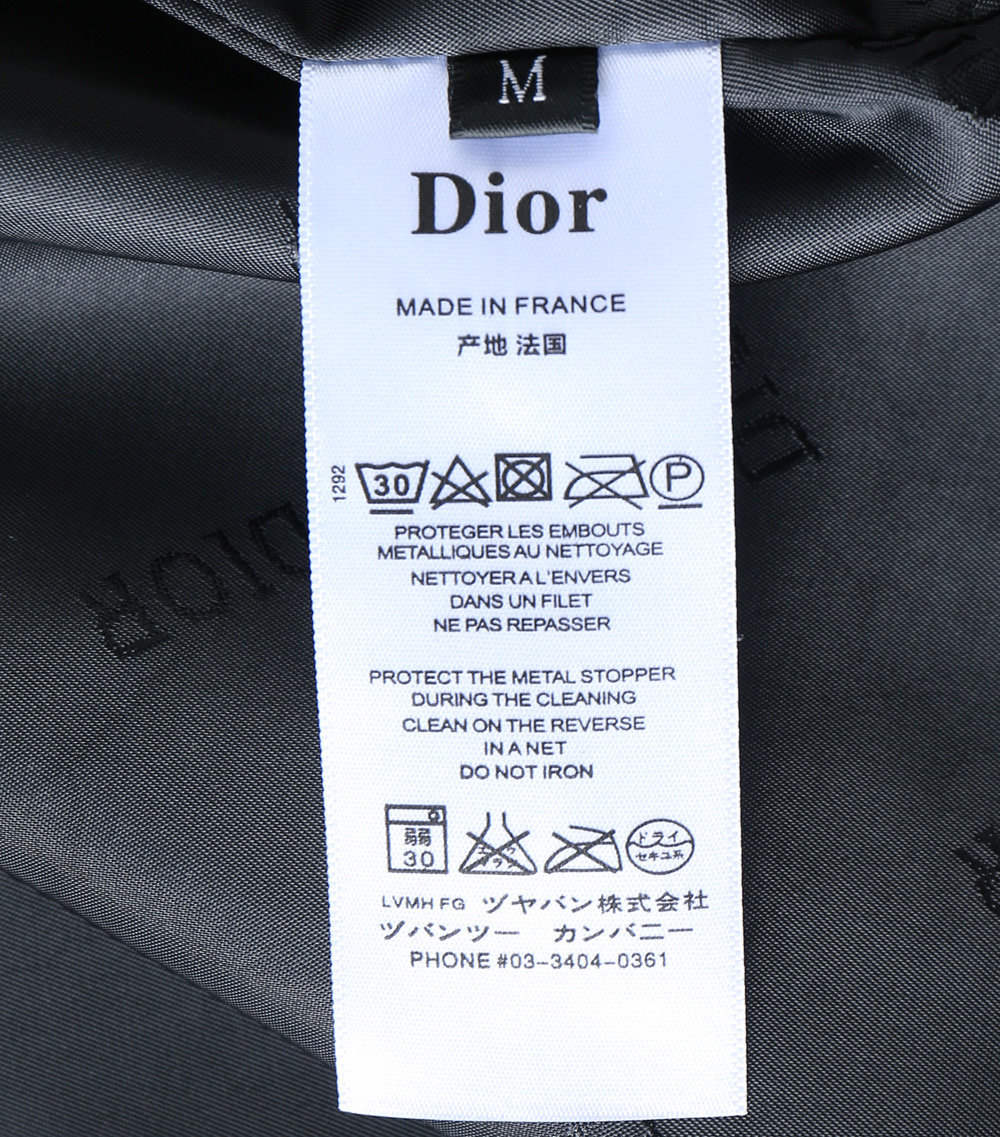 M
Dior
MADE IN FRANCE
产地 法国
1292
30 P
PROTEGER LES EMBOUTS
METALLIQUES AU NETTOYAGE
NETTOYER A L'ENVERS
DANS UN FILET
NE PAS REPASSER
PROTECT THE METAL STOPPER
DURING THE CLEANING
CLEAN ON THE REVERSE
IN A NET
DO NOT IRON
弱弱
30
ドライ
セキユ系
LVMH FG ヅヤバン株式会社
ヅバンツー カンバニー
PHONE #03-3404-0361
DIOR